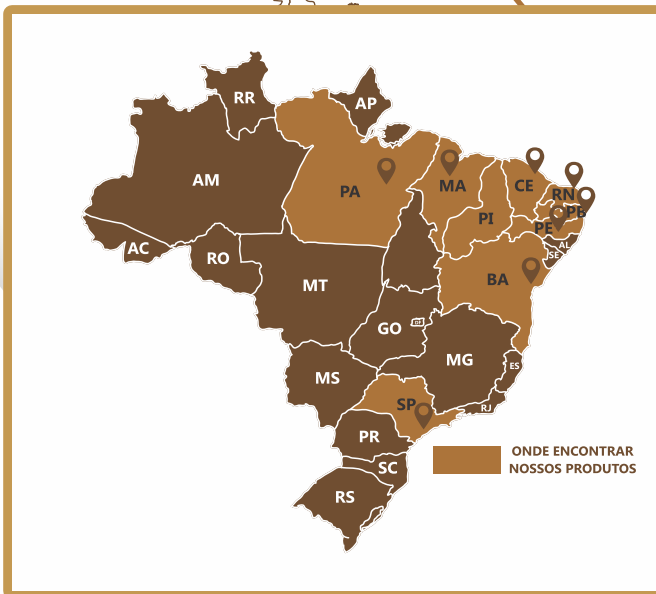 RR
AP
AM
PA
MA
CE
RN
PB
PI
PE
AL
SE
AC
RO
MT
BA
GO
DF
MG
ES
MS
SP
RJ
PR
SC
RS
ONDE ENCONTRAR
NOSSOS PRODUTOS